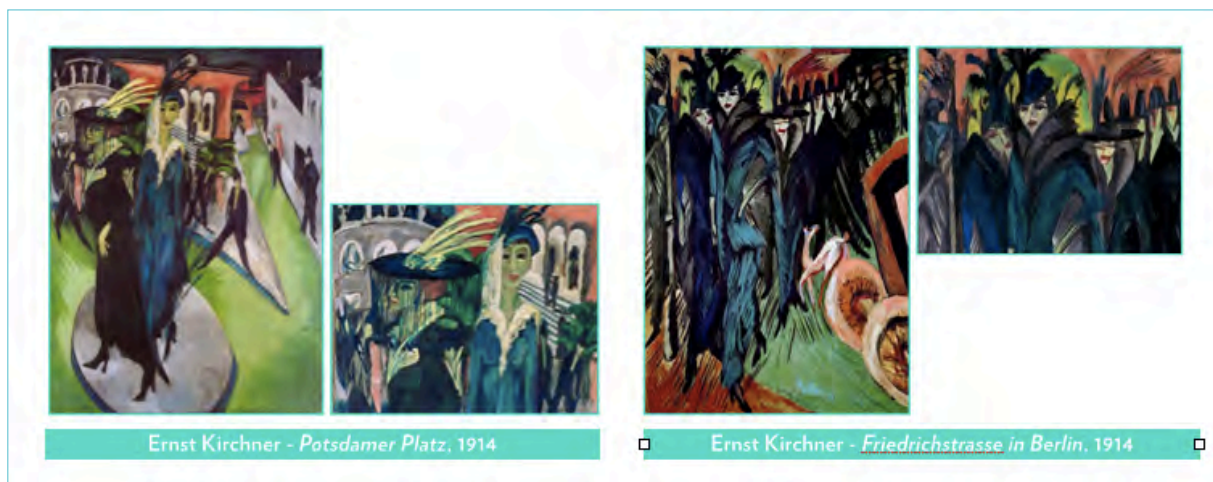 Ernst Kirchner - Potsdamer Platz, 1914
Ernst Kirchner - Friedrichstrasse in Berlin, 1914